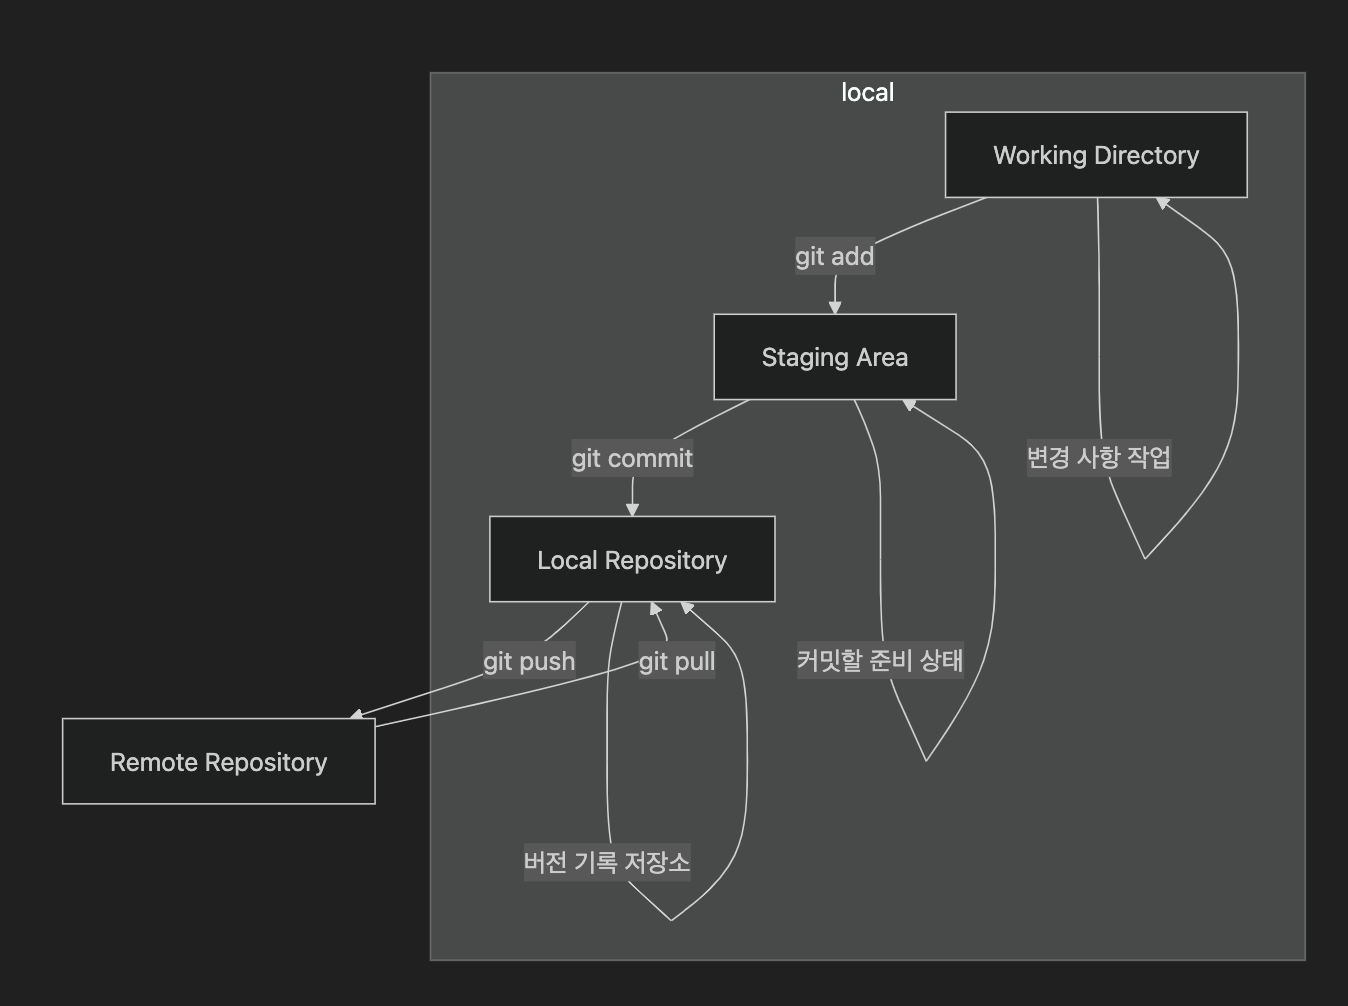 local
Working Directory
git add
Staging Area
git commit
변경 사항 작업
Local Repository
git push
git pull
커밋할 준비 상태
Remote Repository
버전 기록 저장소